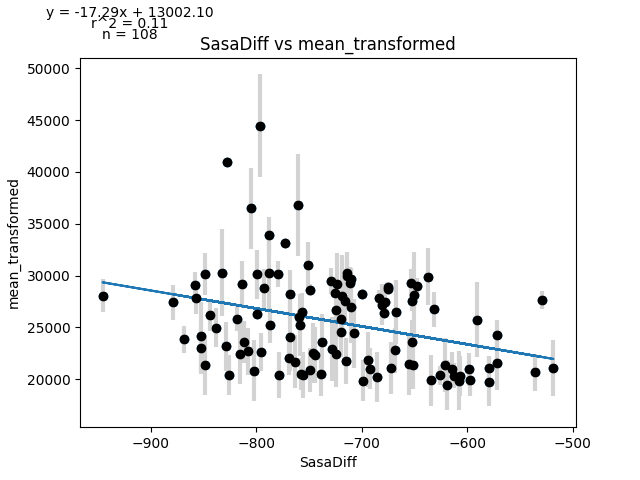 y = -17.29x + 13002.10
r^2 = 0.11
n = 108
SasaDiff vs mean_transformed
50000
45000
40000
35000
30000
25000
20000
mean_transformed
−900
−800
−700
−600
−500
SasaDiff